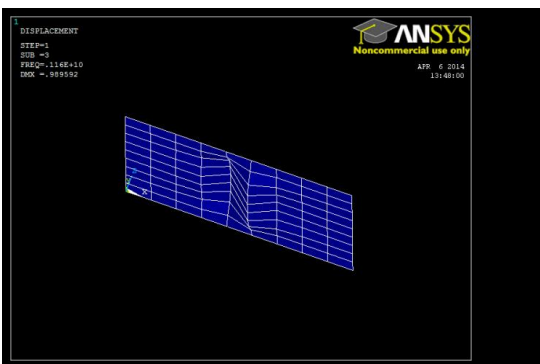 1
DISPLACEMENT
STEP=1
SUB =3
FREQ=.116E+10
DMX =.989592
ANSYS
Noncommercial use only
APR 6 2014
13:48:00
X